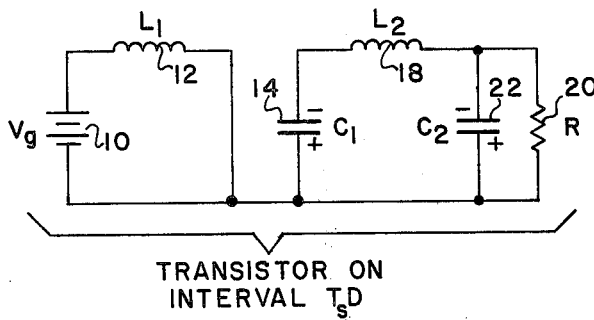 L1 L2
12 18
14 22 20
Vg 10 C1 C2 R
− + − +
TRANSISTOR ON
INTERVAL TsD